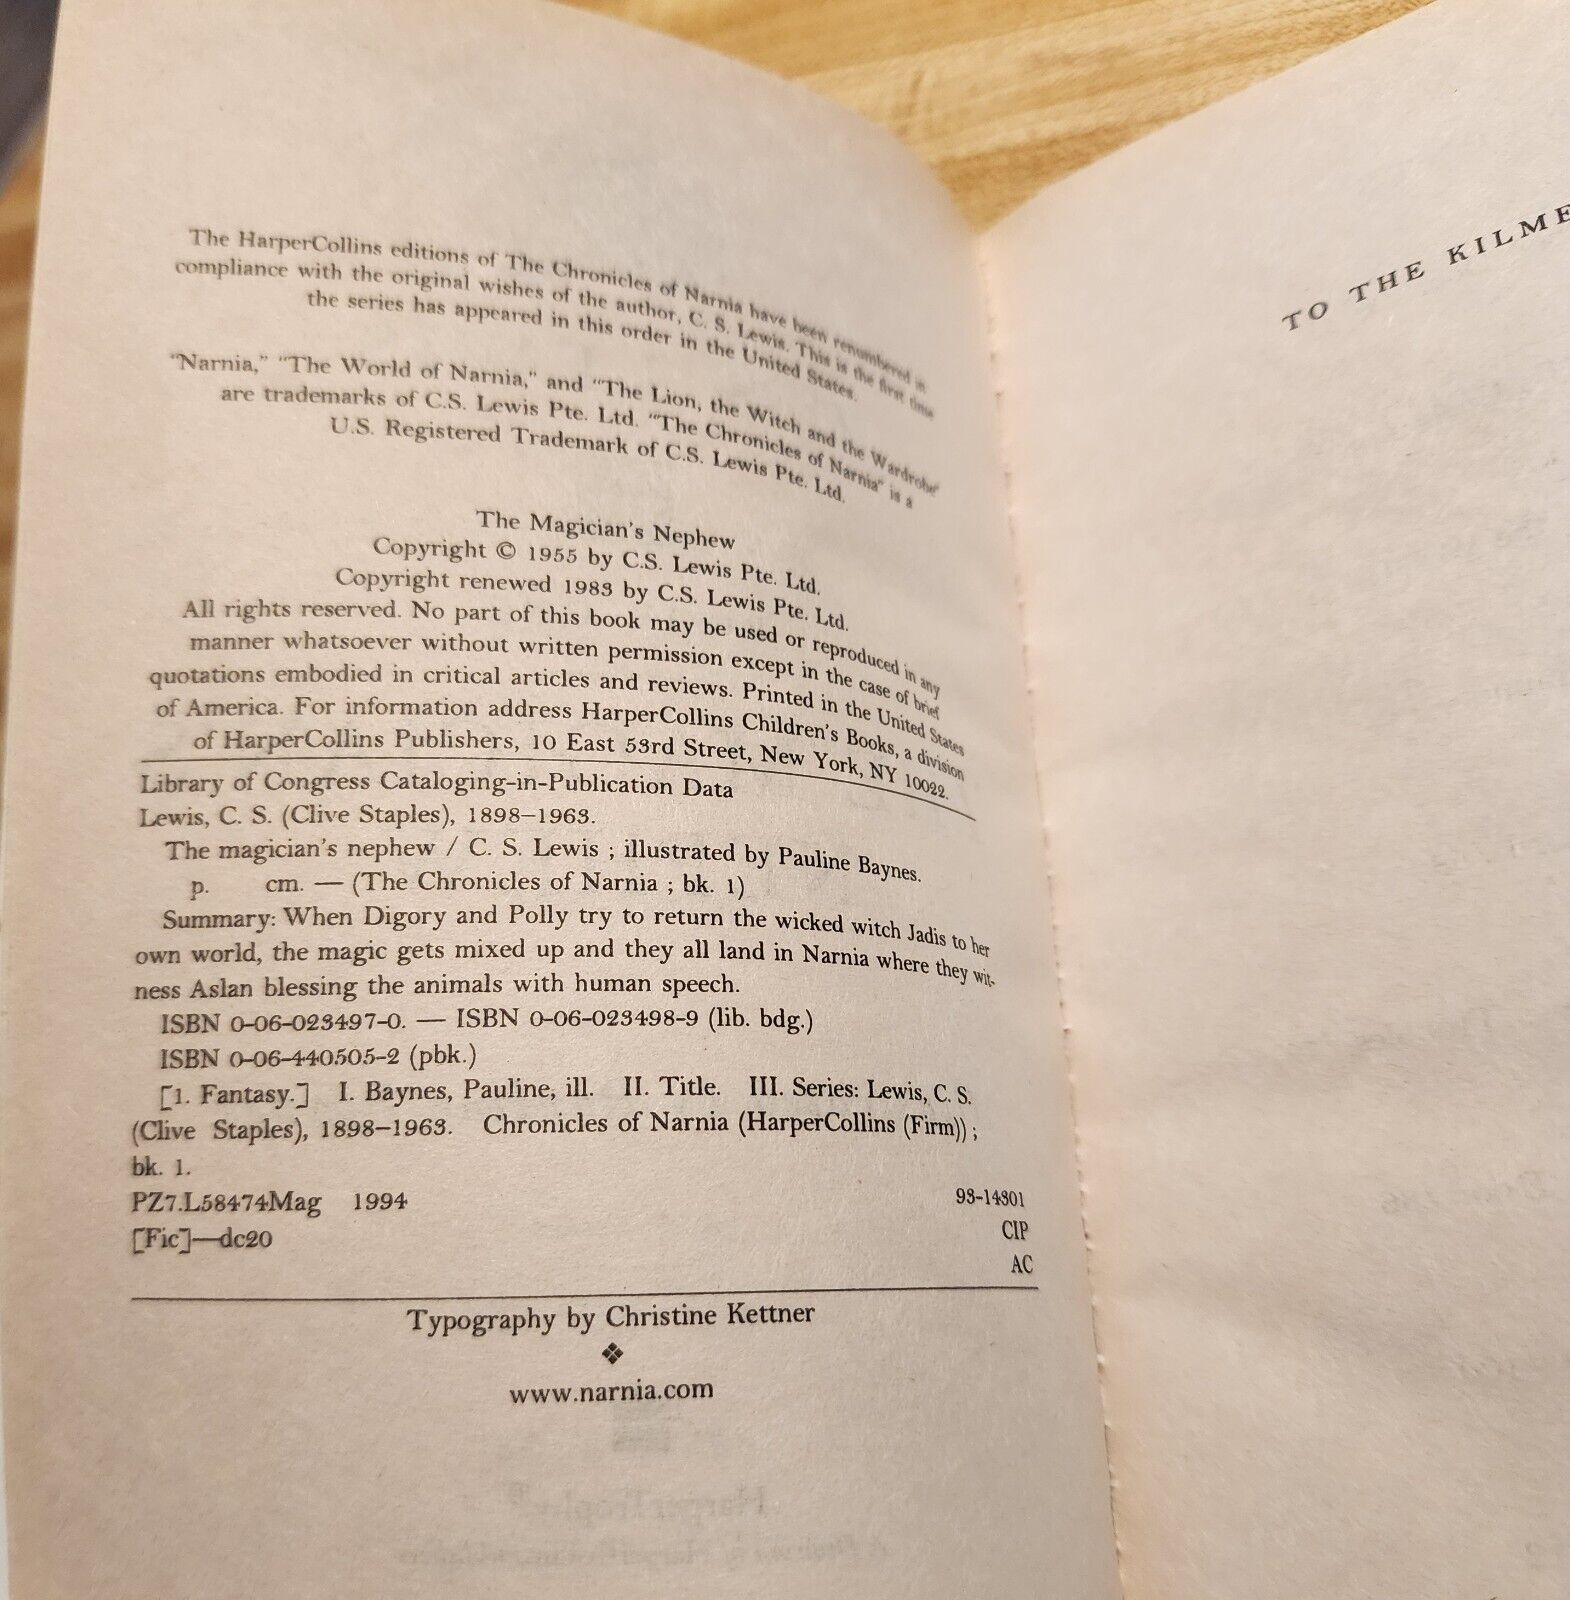 The HarperCollins editions of The Chronicles of Narnia have been renumbered in
compliance with the original wishes of the author, C. S. Lewis. This is the first time
the series has appeared in this order in the United States.
"Narnia," "The World of Narnia," and "The Lion, the Witch and the Wardrobe"
are trademarks of C.S. Lewis Pte. Ltd. "The Chronicles of Narnia" is a
U.S. Registered Trademark of C.S. Lewis Pte. Ltd.
The Magician's Nephew
Copyright © 1955 by C.S. Lewis Pte. Ltd.
Copyright renewed 1983 by C.S. Lewis Pte. Ltd.
All rights reserved. No part of this book may be used or reproduced in any
manner whatsoever without written permission except in the case of brief
quotations embodied in critical articles and reviews. Printed in the United States
of America. For information address HarperCollins Children's Books, a division
of HarperCollins Publishers, 10 East 53rd Street, New York, NY 10022.
Library of Congress Cataloging-in-Publication Data
Lewis, C. S. (Clive Staples), 1898–1963.
The magician's nephew / C. S. Lewis ; illustrated by Pauline Baynes.
p. cm. — (The Chronicles of Narnia ; bk. 1)
Summary: When Digory and Polly try to return the wicked witch Jadis to her
own world, the magic gets mixed up and they all land in Narnia where they wit-
ness Aslan blessing the animals with human speech.
ISBN 0-06-023497-0. — ISBN 0-06-023498-9 (lib. bdg.)
ISBN 0-06-440505-2 (pbk.)
[1. Fantasy.] I. Baynes, Pauline, ill. II. Title. III. Series: Lewis, C. S.
(Clive Staples), 1898–1963. Chronicles of Narnia (HarperCollins (Firm)) ;
bk. 1.
PZ7.L58474Mag 1994 93-14301
[Fic]—dc20 CIP
AC
Typography by Christine Kettner
❖
www.narnia.com
TO THE KILME